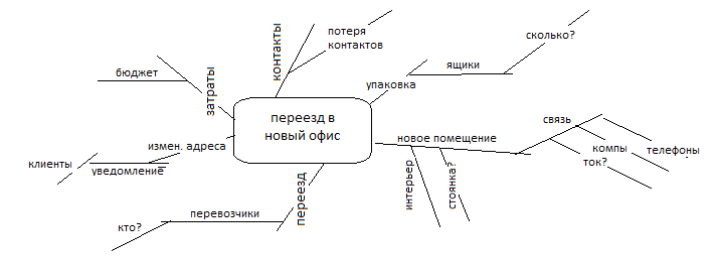 потеря
контактов
контакты
сколько?
бюджет
затраты
ящики
упаковка
переезд в
новый офис
новое помещение
связь
компы
ток?
телефоны
интерьер
стоянка?
измен. адреса
клиенты
уведомление
переезд
перевозчики
кто?